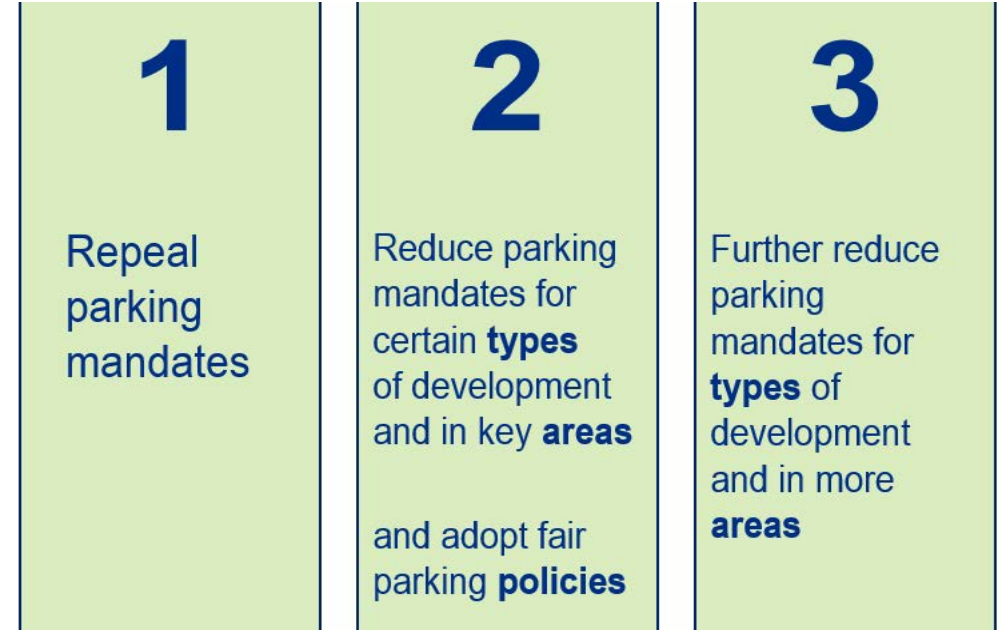 1
Repeal
parking
mandates
2
Reduce parking
mandates for
certain types
of development
and in key areas
and adopt fair
parking policies
3
Further reduce
parking
mandates for
types of
development
and in more
areas